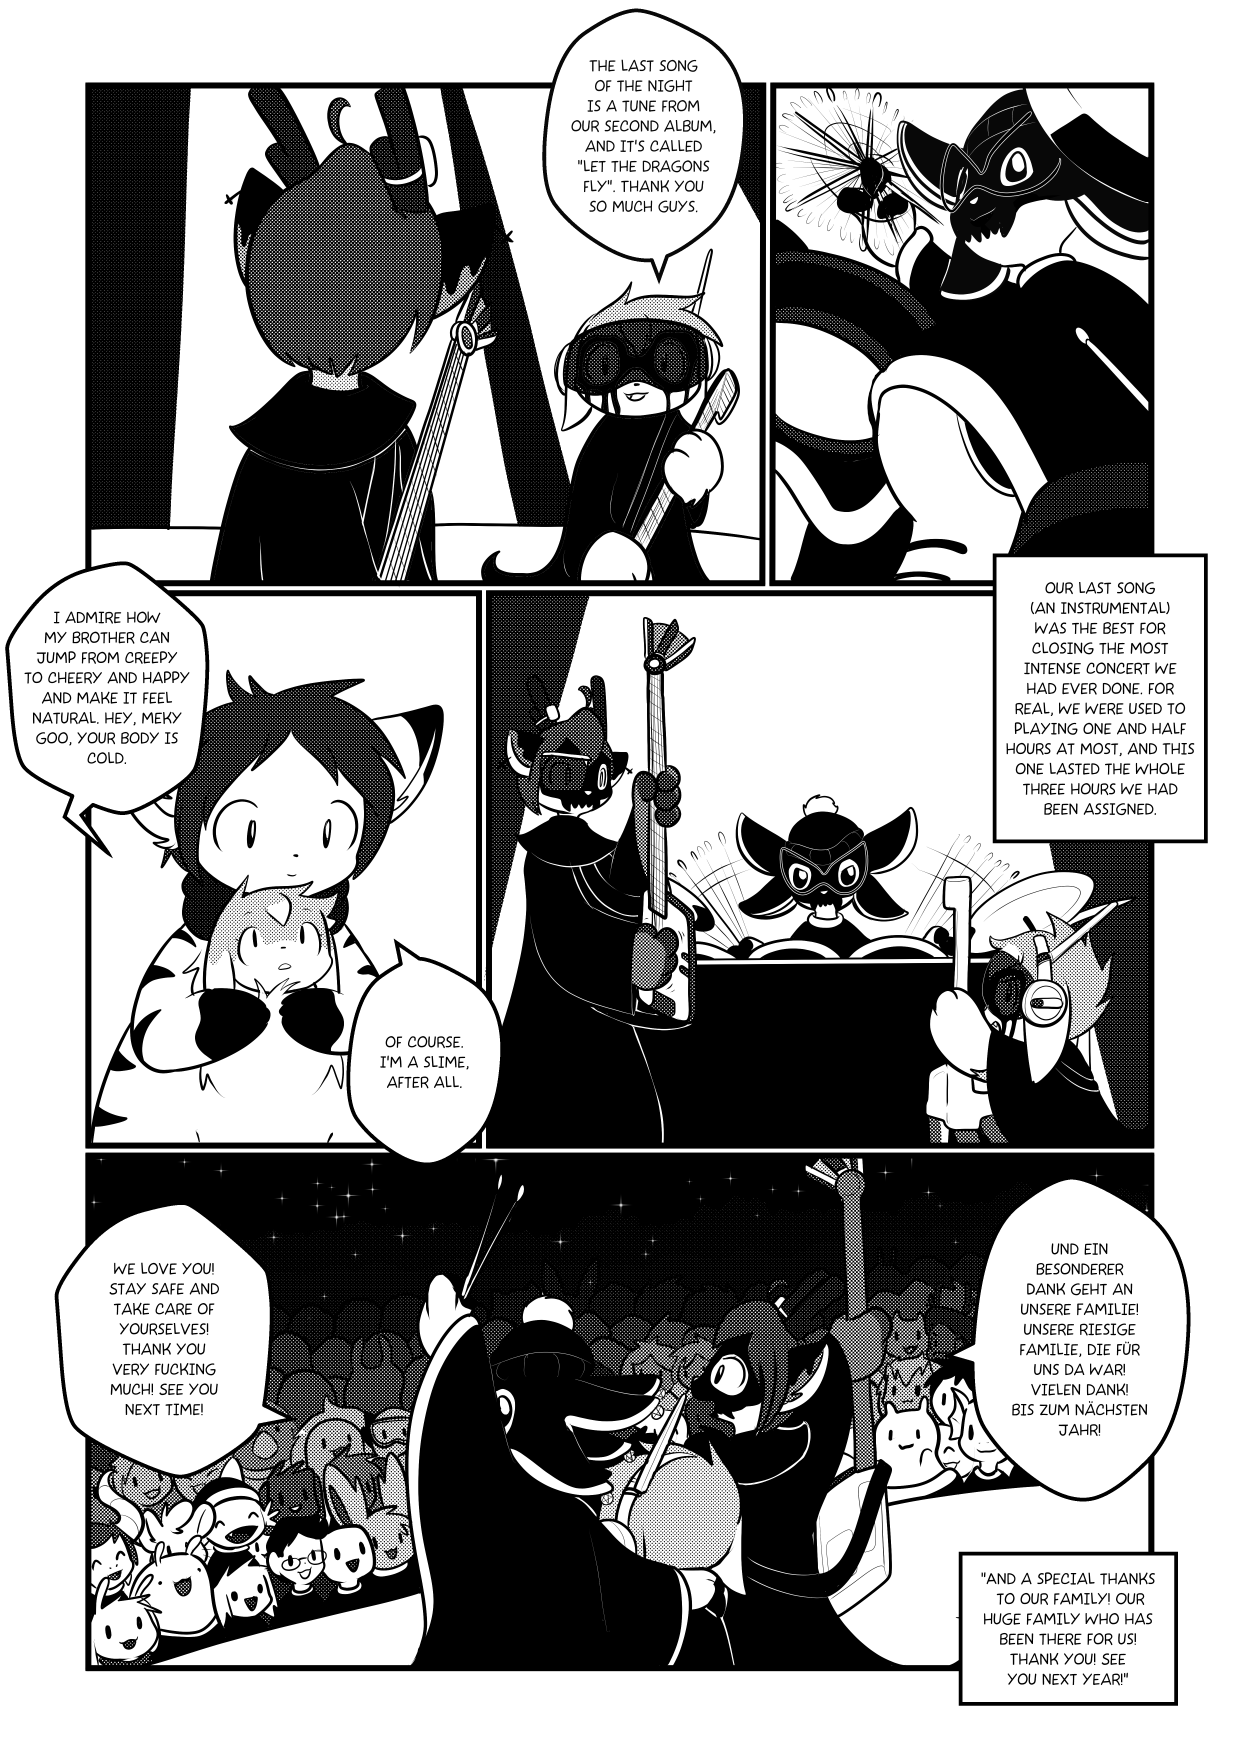 THE LAST SONG
OF THE NIGHT
IS A TUNE FROM
OUR SECOND ALBUM,
AND IT'S CALLED
"LET THE DRAGONS
FLY". THANK YOU
SO MUCH GUYS.
OUR LAST SONG
(AN INSTRUMENTAL)
WAS THE BEST FOR
CLOSING THE MOST
INTENSE CONCERT WE
HAD EVER DONE. FOR
REAL, WE WERE USED TO
PLAYING ONE AND HALF
HOURS AT MOST, AND THIS
ONE LASTED THE WHOLE
THREE HOURS WE HAD
BEEN ASSIGNED.
I ADMIRE HOW
MY BROTHER CAN
JUMP FROM CREEPY
TO CHEERY AND HAPPY
AND MAKE IT FEEL
NATURAL. HEY, MEKY
GOO, YOUR BODY IS
COLD.
OF COURSE.
I'M A SLIME,
AFTER ALL.
WE LOVE YOU!
STAY SAFE AND
TAKE CARE OF
YOURSELVES!
THANK YOU
VERY FUCKING
MUCH! SEE YOU
NEXT TIME!
UND EIN
BESONDERER
DANK GEHT AN
UNSERE FAMILIE!
UNSERE RIESIGE
FAMILIE, DIE FÜR
UNS DA WAR!
VIELEN DANK!
BIS ZUM NÄCHSTEN
JAHR!
"AND A SPECIAL THANKS
TO OUR FAMILY! OUR
HUGE FAMILY WHO HAS
BEEN THERE FOR US!
THANK YOU! SEE
YOU NEXT YEAR!"